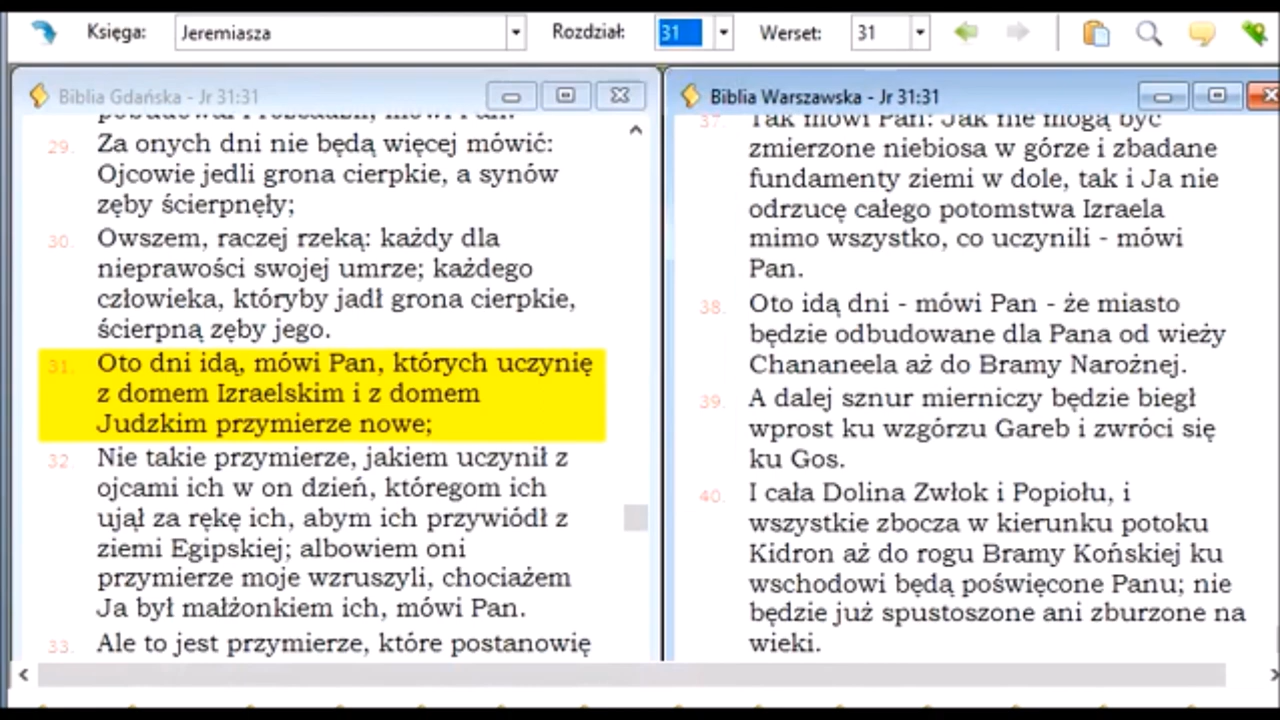 Księga: Jeremiasza Rozdział: 31 Werset: 31
Biblia Gdańska - Jr 31:31
29. Za onych dni nie będą więcej mówić:
Ojcowie jedli grona cierpkie, a synów
zęby ścierpnęły;
30. Owszem, raczej rzeką: każdy dla
nieprawości swojej umrze; każdego
człowieka, któryby jadł grona cierpkie,
ścierpną zęby jego.
31. Oto dni idą, mówi Pan, których uczynię
z domem Izraelskim i z domem
Judzkim przymierze nowe;
32. Nie takie przymierze, jakiem uczynił z
ojcami ich w on dzień, któregom ich
ujął za rękę ich, abym ich przywiódł z
ziemi Egipskiej; albowiem oni
przymierze moje wzruszyli, chociażem
Ja był małżonkiem ich, mówi Pan.
33. Ale to jest przymierze, które postanowię
Biblia Warszawska - Jr 31:31
37. Tak mówi Pan: Jak nie mogą być
zmierzone niebiosa w górze i zbadane
fundamenty ziemi w dole, tak i Ja nie
odrzucę całego potomstwa Izraela
mimo wszystko, co uczynili - mówi
Pan.
38. Oto idą dni - mówi Pan - że miasto
będzie odbudowane dla Pana od wieży
Chananeela aż do Bramy Narożnej.
39. A dalej sznur mierniczy będzie biegł
wprost ku wzgórzu Gareb i zwróci się
ku Gos.
40. I cała Dolina Zwłok i Popiołu, i
wszystkie zbocza w kierunku potoku
Kidron aż do rogu Bramy Końskiej ku
wschodowi będą poświęcone Panu; nie
będzie już spustoszone ani zburzone na
wieki.